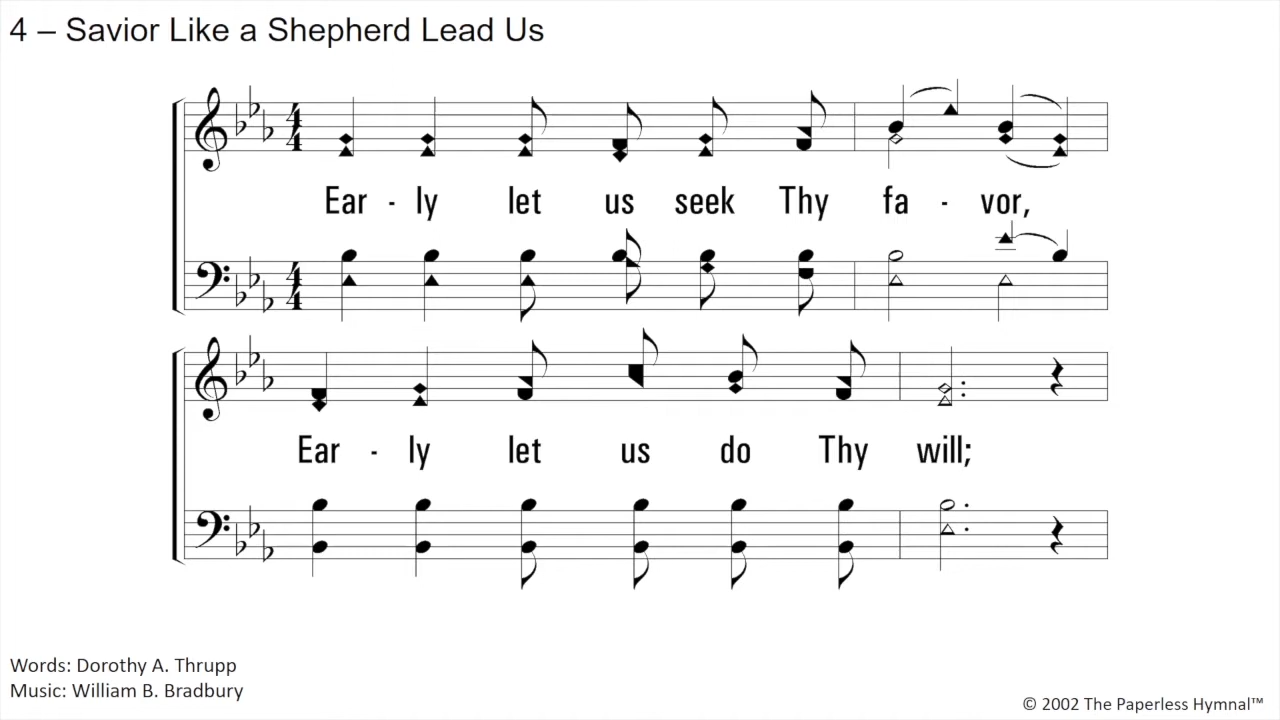 4 – Savior Like a Shepherd Lead Us
Ear - ly let us seek Thy fa - vor,
Ear - ly let us do Thy will;
Words: Dorothy A. Thrupp
Music: William B. Bradbury
© 2002 The Paperless Hymnal™